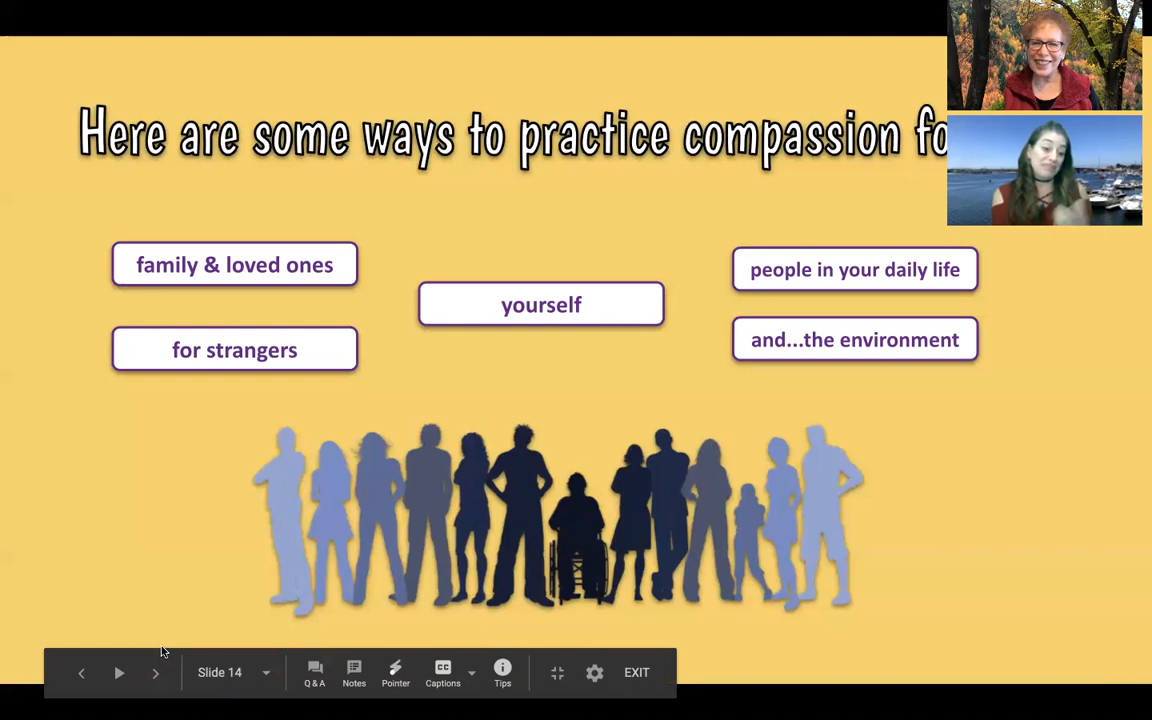 Here are some ways to practice compassion
family & loved ones
people in your daily life
yourself
for strangers
and...the environment
Slide 14
Q & A
Notes
Pointer
CC
Captions
Tips
EXIT